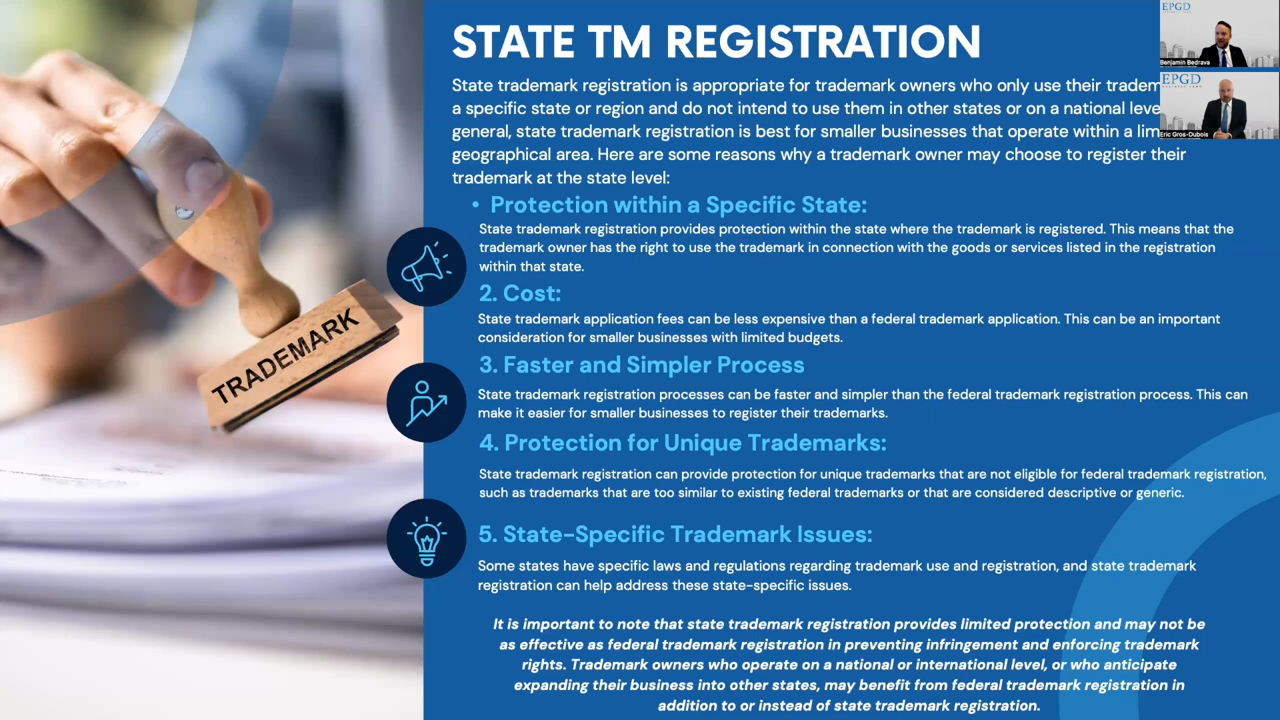 STATE TM REGISTRATION
State trademark registration is appropriate for trademark owners who only use their tradem
a specific state or region and do not intend to use them in other states or on a national leve
general, state trademark registration is best for smaller businesses that operate within a lim
geographical area. Here are some reasons why a trademark owner may choose to register their
trademark at the state level:
• Protection within a Specific State:
State trademark registration provides protection within the state where the trademark is registered. This means that the
trademark owner has the right to use the trademark in connection with the goods or services listed in the registration
within that state.
2. Cost:
State trademark application fees can be less expensive than a federal trademark application. This can be an important
consideration for smaller businesses with limited budgets.
3. Faster and Simpler Process
State trademark registration processes can be faster and simpler than the federal trademark registration process. This can
make it easier for smaller businesses to register their trademarks.
4. Protection for Unique Trademarks:
State trademark registration can provide protection for unique trademarks that are not eligible for federal trademark registration,
such as trademarks that are too similar to existing federal trademarks or that are considered descriptive or generic.
5. State-Specific Trademark Issues:
Some states have specific laws and regulations regarding trademark use and registration, and state trademark
registration can help address these state-specific issues.
It is important to note that state trademark registration provides limited protection and may not be
as effective as federal trademark registration in preventing infringement and enforcing trademark
rights. Trademark owners who operate on a national or international level, or who anticipate
expanding their business into other states, may benefit from federal trademark registration in
addition to or instead of state trademark registration.
TRADEMARK
EPGD
Benjamin Bedrava
EPGD
BUSINESS LAW
Eric Gros-Dubois